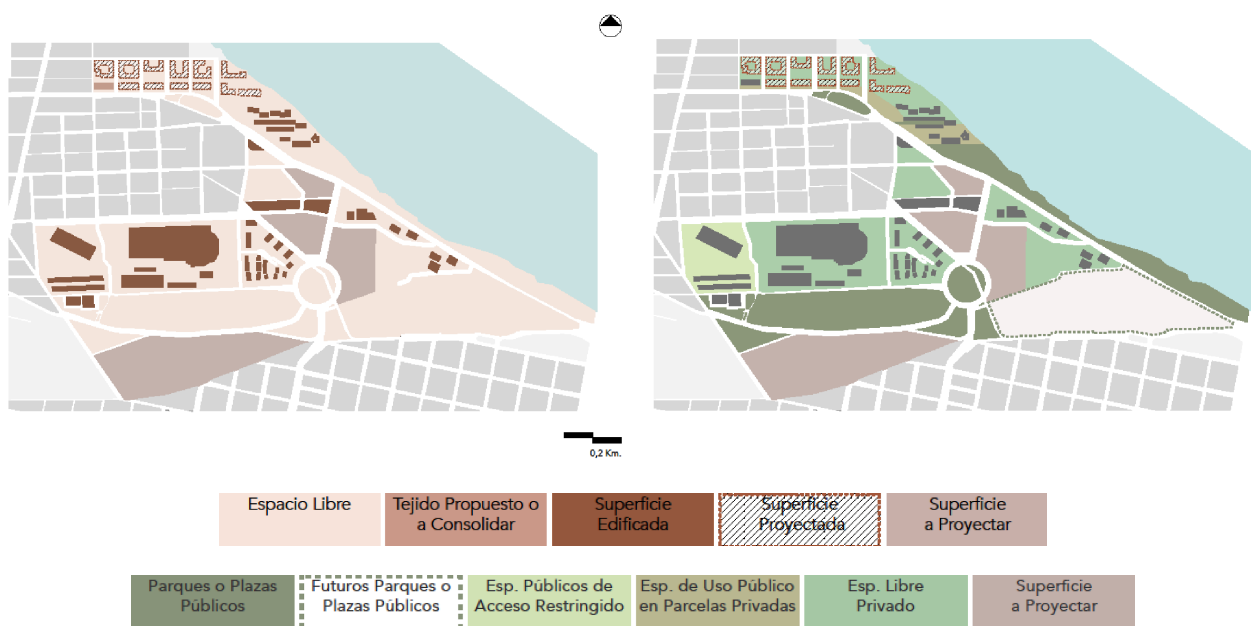 0,2 Km.
Espacio Libre
Tejido Propuesto o
a Consolidar
Superficie
Edificada
Superficie
Proyectada
Superficie
a Proyectar
Parques o Plazas
Públicos
Futuros Parques o
Plazas Públicos
Esp. Públicos de
Acceso Restringido
Esp. de Uso Público
en Parcelas Privadas
Esp. Libre
Privado
Superficie
a Proyectar